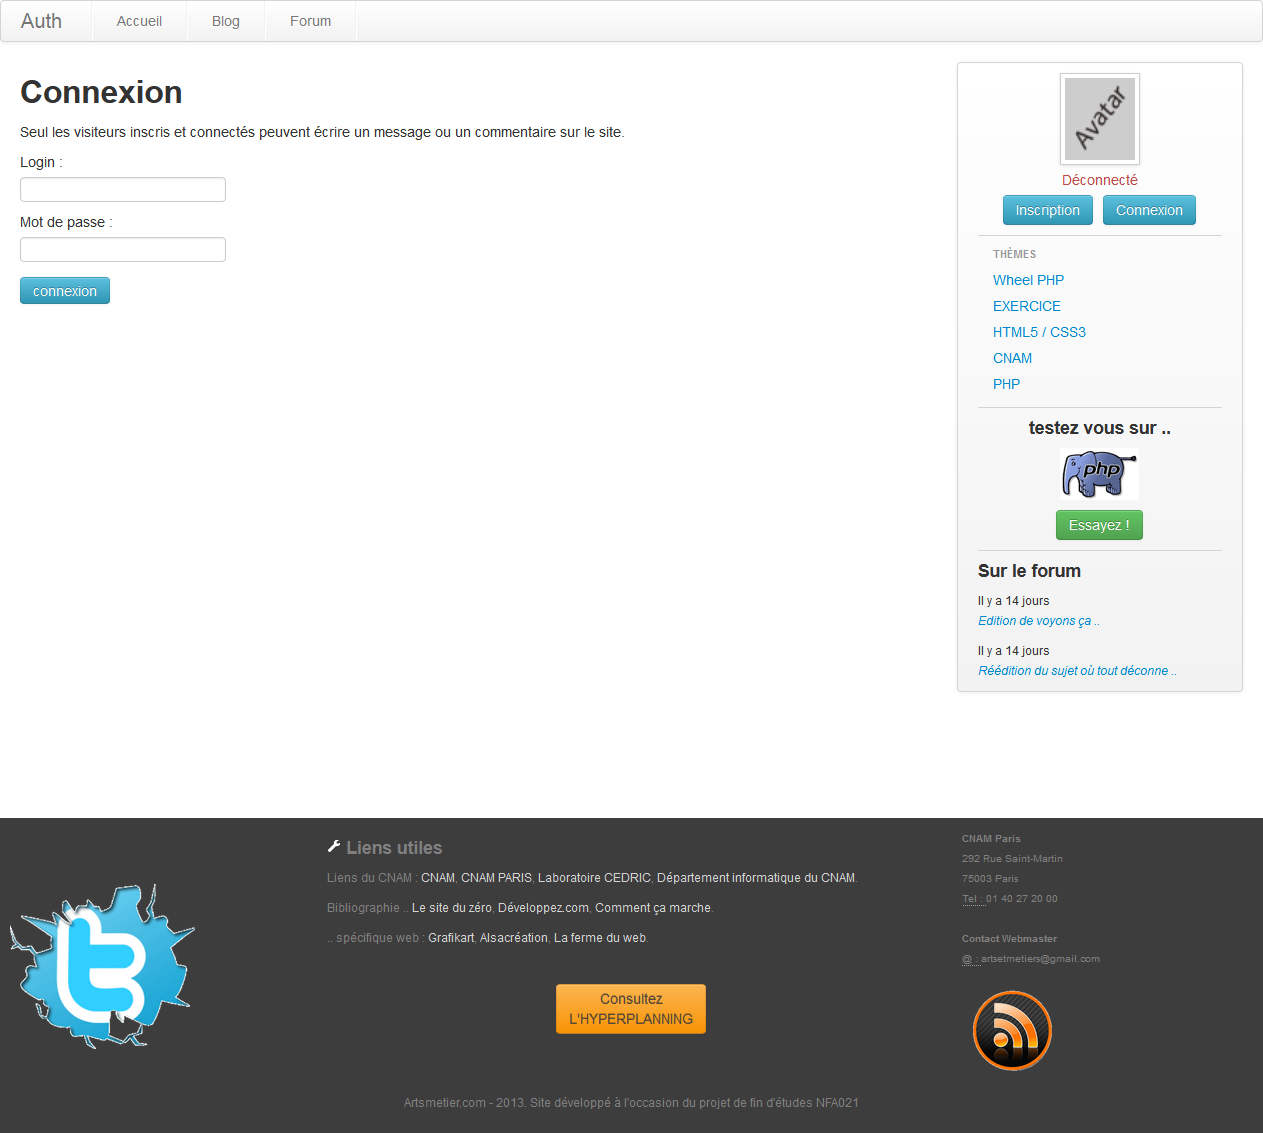 Auth
Accueil
Blog
Forum
Connexion
Seul les visiteurs inscris et connectés peuvent écrire un message ou un commentaire sur le site.
Login :
Mot de passe :
connexion
Avatar
Déconnecté
Inscription
Connexion
THÈMES
Wheel PHP
EXERCICE
HTML5 / CSS3
CNAM
PHP
testez vous sur ..
php
Essayez !
Sur le forum
Il y a 14 jours
Edition de voyons ça ..
Il y a 14 jours
Réédition du sujet où tout déconne ..
Liens utiles
Liens du CNAM : CNAM, CNAM PARIS, Laboratoire CEDRIC, Département informatique du CNAM.
Bibliographie .. Le site du zéro, Développez.com, Comment ça marche.
.. spécifique web : Grafikart, Alsacréation, La ferme du web.
Consultez
L'HYPERPLANNING
CNAM Paris
292 Rue Saint-Martin
75003 Paris
Tel : 01 40 27 20 00
Contact Webmaster
@ : artsetmetiers@gmail.com
Artsmetier.com - 2013. Site développé à l'occasion du projet de fin d'études NFA021